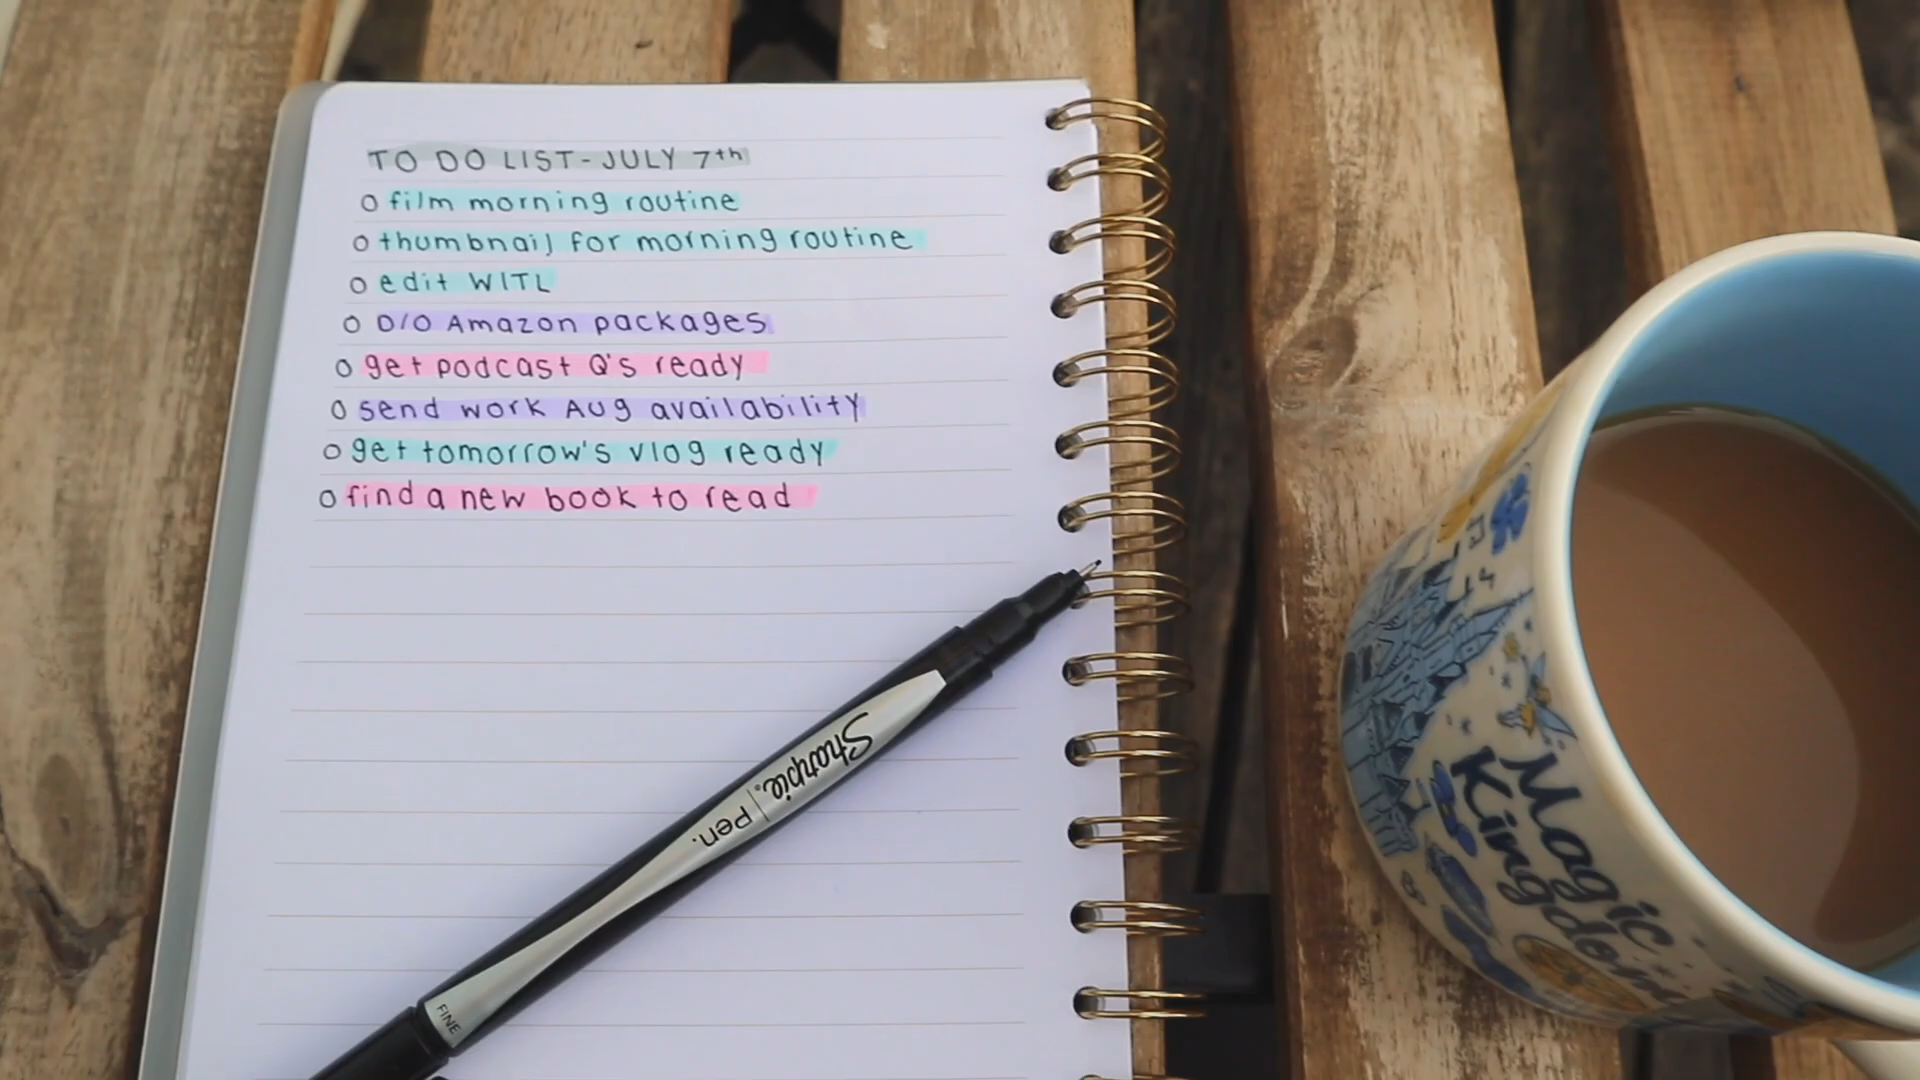 TO DO LIST - JULY 7th
film morning routine
thumbnail for morning routine
edit WITL
D/O Amazon packages
get podcast Q's ready
send work Aug availability
get tomorrow's vlog ready
find a new book to read
Sharpie. | Pen.
FINE
Magic
Kingdom